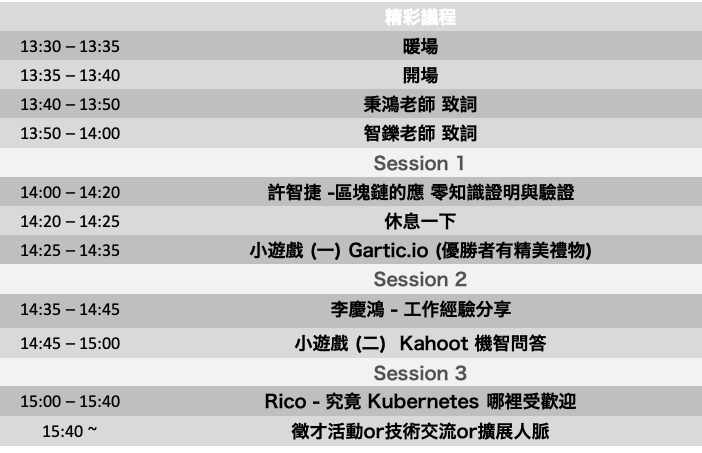 精彩議程
13:30 – 13:35 暖場
13:35 – 13:40 開場
13:40 – 13:50 秉鴻老師 致詞
13:50 – 14:00 智鑠老師 致詞
Session 1
14:00 – 14:20 許智捷 -區塊鏈的應 零知識證明與驗證
14:20 – 14:25 休息一下
14:25 – 14:35 小遊戲 (一) Gartic.io (優勝者有精美禮物)
Session 2
14:35 – 14:45 李慶鴻 - 工作經驗分享
14:45 – 15:00 小遊戲 (二) Kahoot 機智問答
Session 3
15:00 – 15:40 Rico - 究竟 Kubernetes 哪裡受歡迎
15:40 ~ 徵才活動or技術交流or擴展人脈